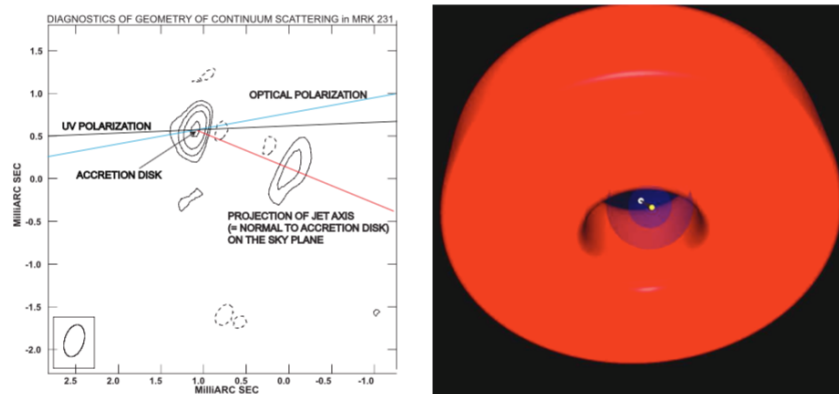 DIAGNOSTICS OF GEOMETRY OF CONTINUUM SCATTERING in MRK 231
1.5
1.0
OPTICAL POLARIZATION
UV POLARIZATION
0.5
ACCRETION DISK
0.0
MilliARC SEC
PROJECTION OF JET AXIS
(= NORMAL TO ACCRETION DISK)
ON THE SKY PLANE
-0.5
-1.0
-1.5
-2.0
2.5 2.0 1.5 1.0 0.5 0.0 -0.5 -1.0
MilliARC SEC